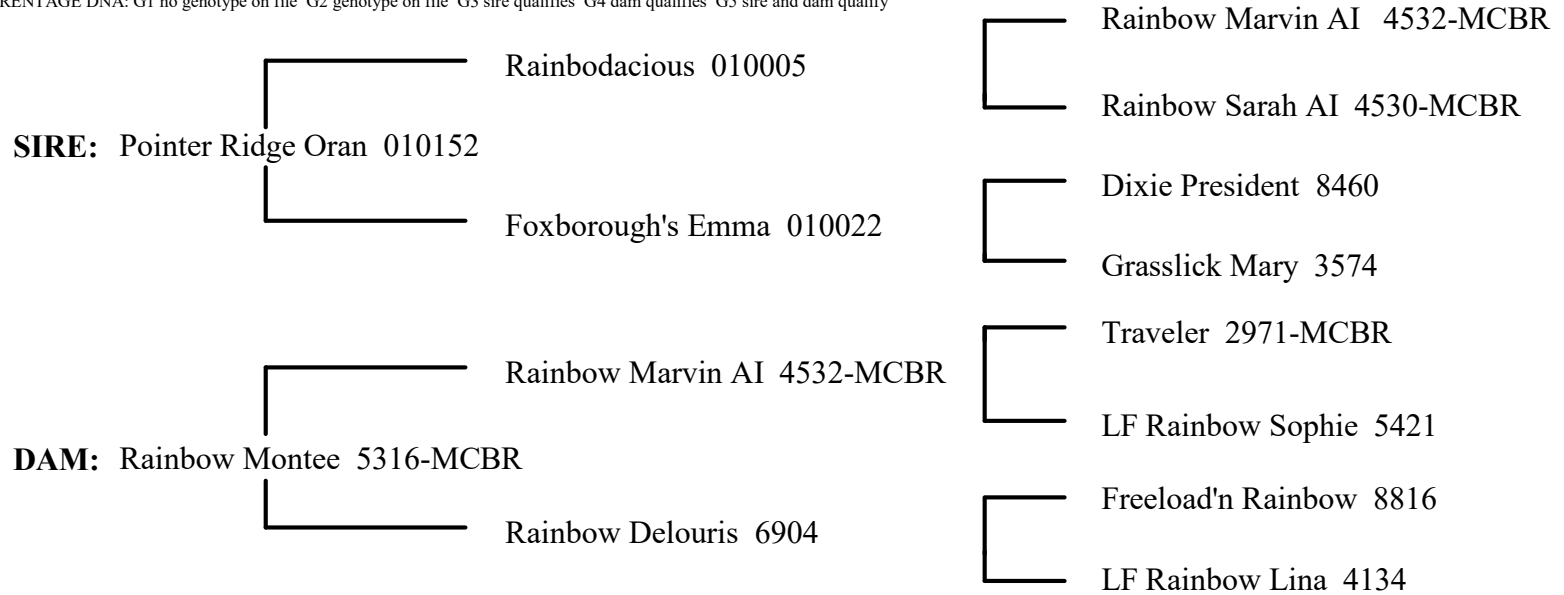 PARENTAGE DNA: G1 no genotype on file G2 genotype on file G3 sire qualifies G4 dam qualifies G5 sire and dam qualify
Rainbow Marvin AI 4532-MCBR
Rainbodacious 010005
Rainbow Sarah AI 4530-MCBR
SIRE: Pointer Ridge Oran 010152
Dixie President 8460
Foxborough's Emma 010022
Grasslick Mary 3574
Traveler 2971-MCBR
Rainbow Marvin AI 4532-MCBR
LF Rainbow Sophie 5421
DAM: Rainbow Montee 5316-MCBR
Freeload'n Rainbow 8816
Rainbow Delouris 6904
LF Rainbow Lina 4134